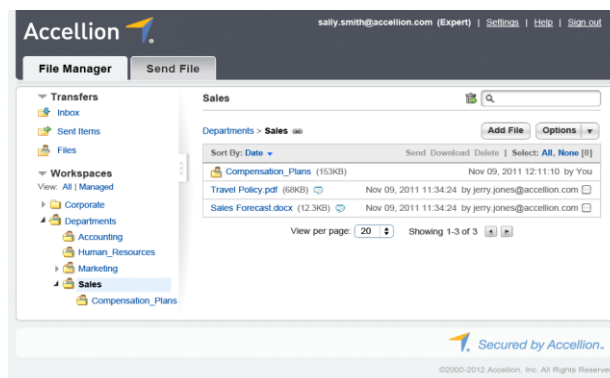 Accellion
sally.smith@accellion.com (Expert) | Settings | Help | Sign out
File Manager
Send File
Transfers
Inbox
Sent Items
Files
Workspaces
View: All | Managed
Corporate
Departments
Accounting
Human_Resources
Marketing
Sales
Compensation_Plans
Sales
Departments > Sales
Add File
Options
Sort By: Date
Send Download Delete | Select: All, None [0]
Compensation_Plans (153KB) Nov 09, 2011 12:11:10 by You
Travel Policy.pdf (68KB) Nov 09, 2011 11:34:24 by jerry.jones@accellion.com
Sales Forecast.docx (12.3KB) Nov 09, 2011 11:34:24 by jerry.jones@accellion.com
View per page: 20 Showing 1-3 of 3
Secured by Accellion
©2000-2012 Accellion, Inc. All Rights Reserve